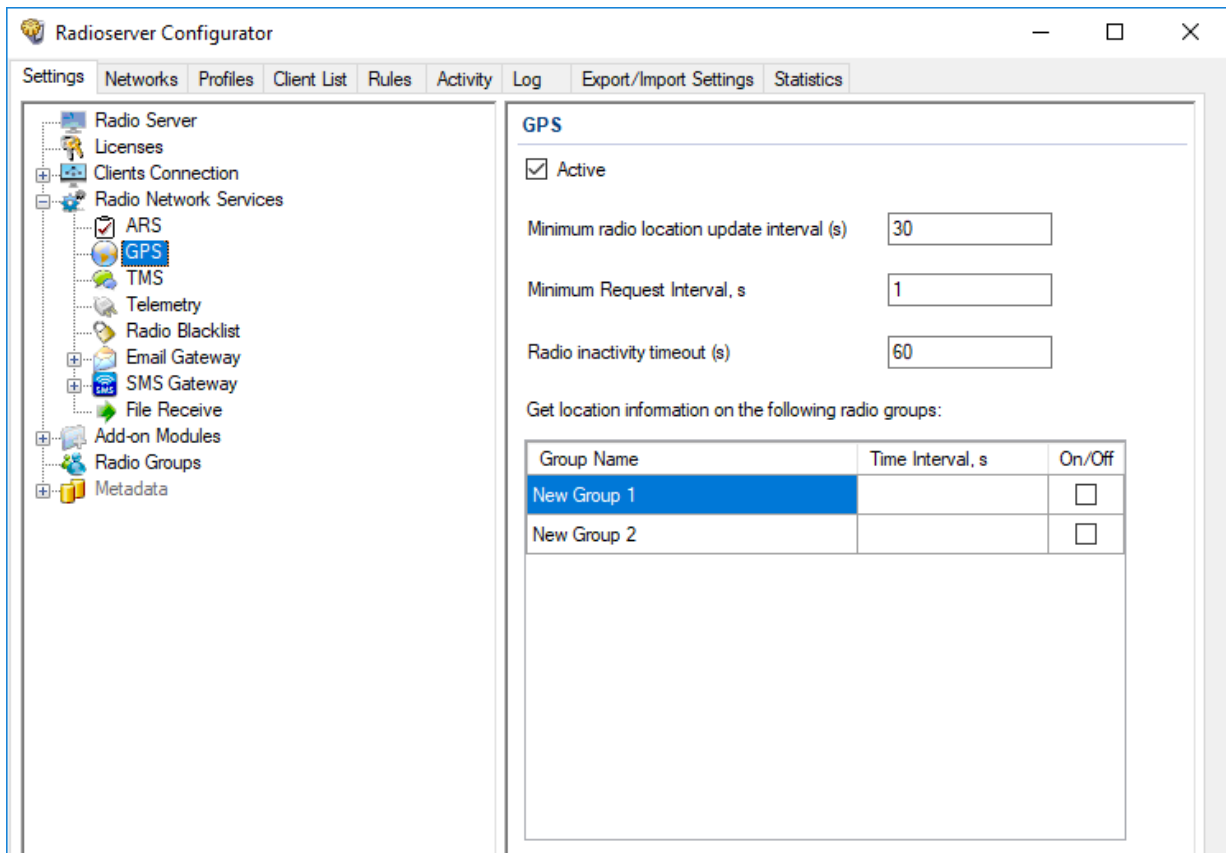 Radioserver Configurator
Settings Networks Profiles Client List Rules Activity Log Export/Import Settings Statistics
Radio Server
Licenses
Clients Connection
Radio Network Services
ARS
GPS
TMS
Telemetry
Radio Blacklist
Email Gateway
SMS
SMS Gateway
File Receive
Add-on Modules
Radio Groups
Metadata
GPS
Active
Minimum radio location update interval (s) 30
Minimum Request Interval, s 1
Radio inactivity timeout (s) 60
Get location information on the following radio groups:
Group Name Time Interval, s On/Off
New Group 1
New Group 2